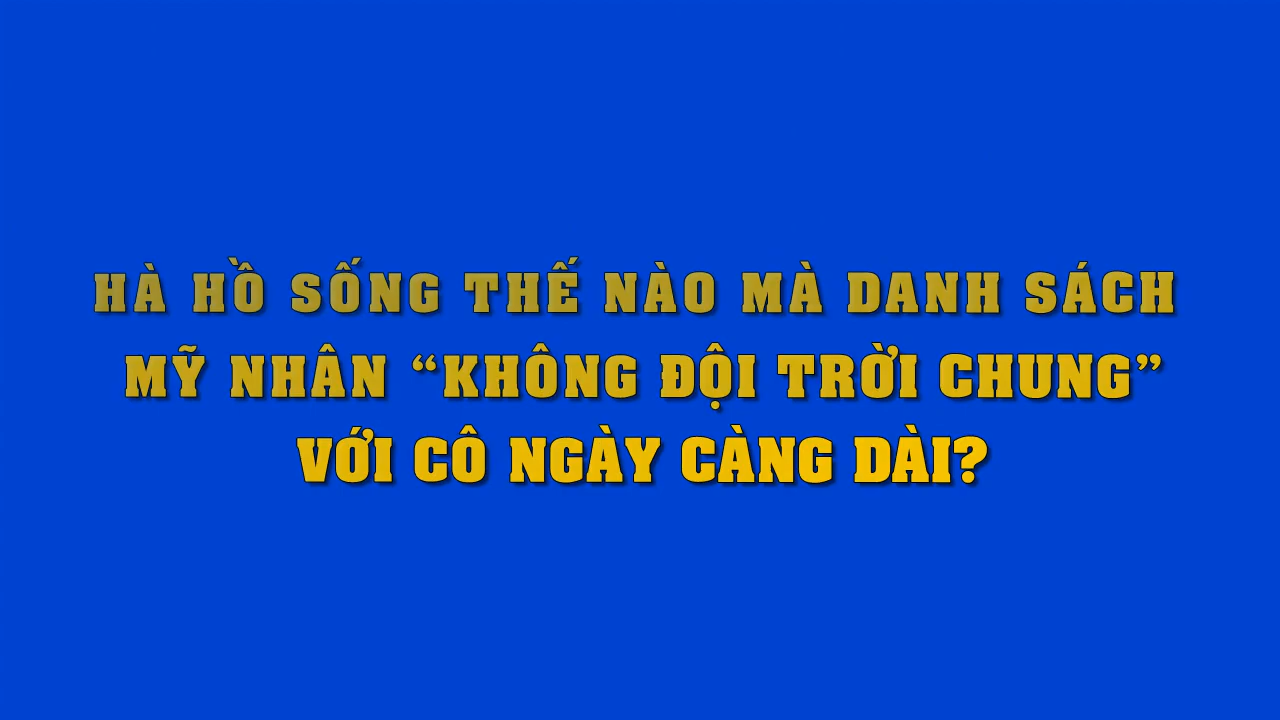 HÀ HỒ SỐNG THẾ NÀO MÀ DANH SÁCH
MỸ NHÂN “KHÔNG ĐỘI TRỜI CHUNG”
VỚI CÔ NGÀY CÀNG DÀI?